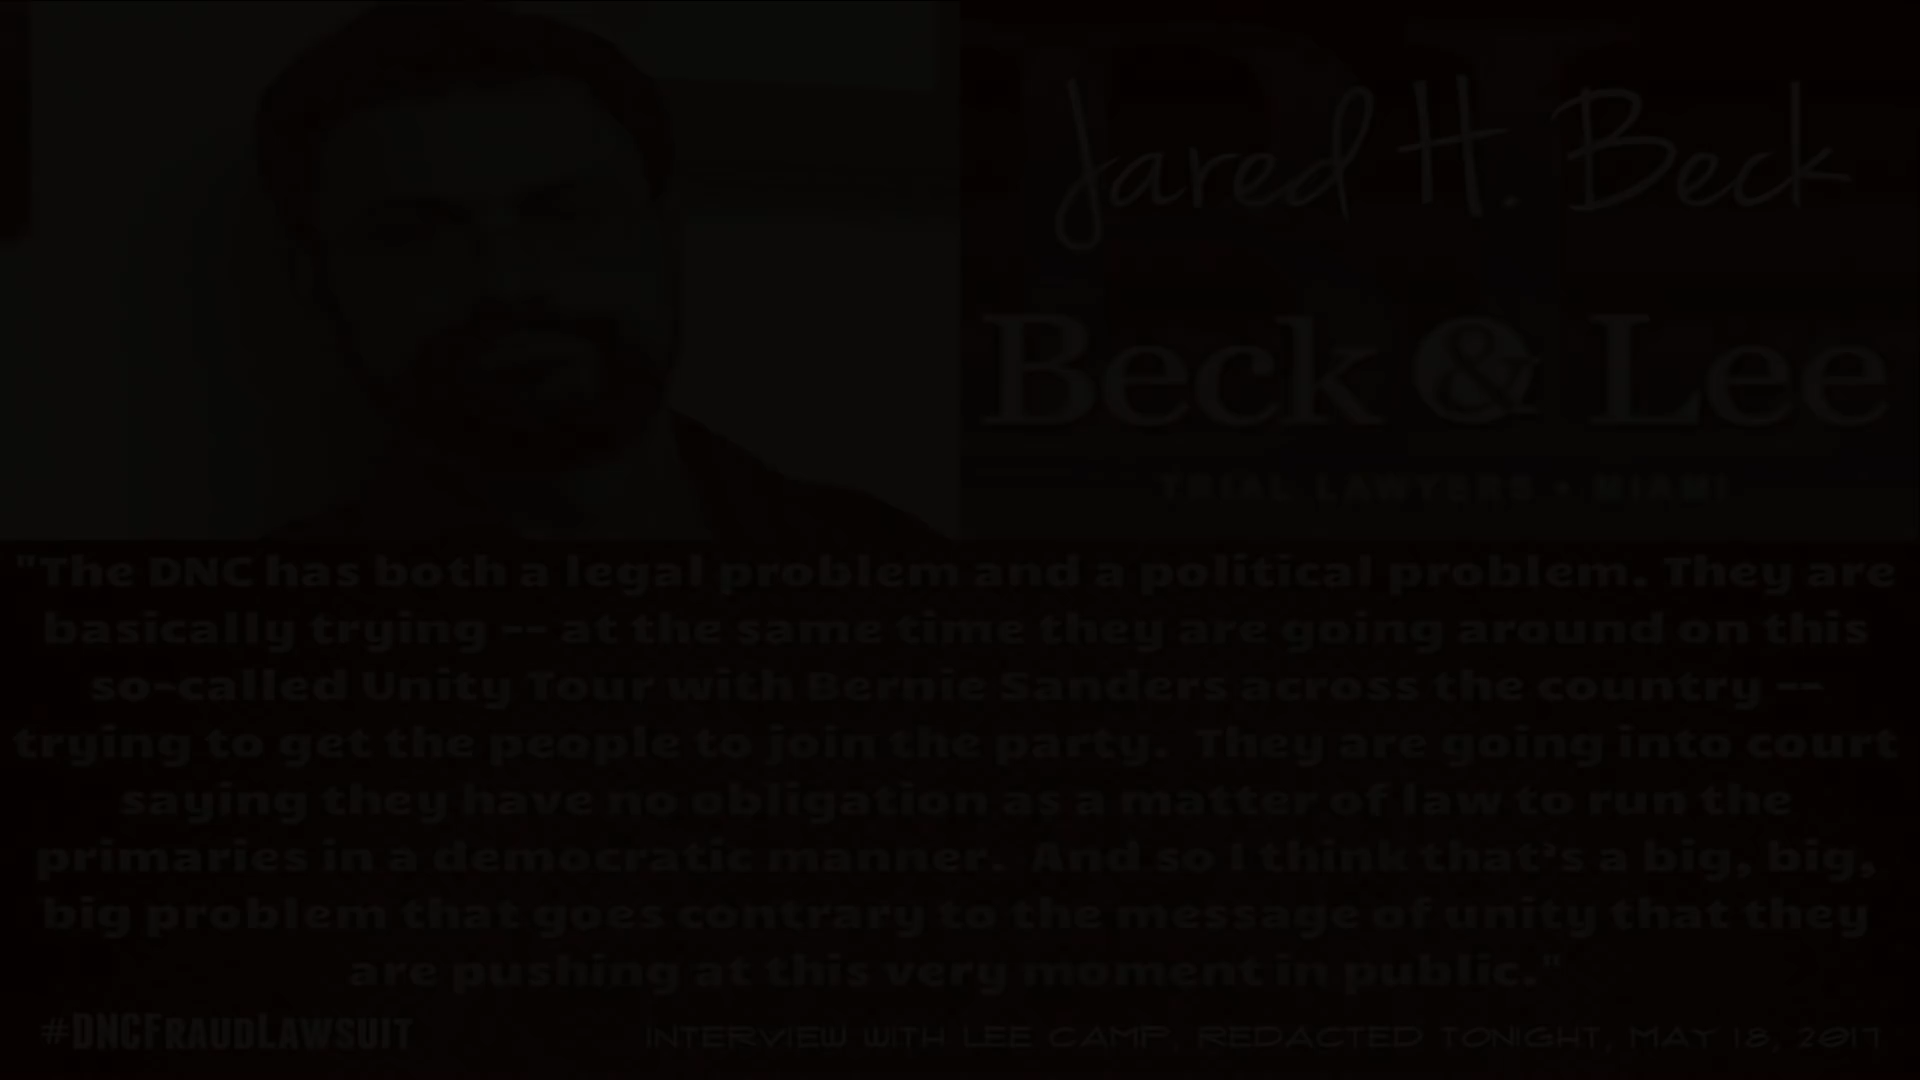 Jared H. Beck
Beck & Lee
TRIAL LAWYERS • MIAMI
"The DNC has both a legal problem and a political problem. They are
basically trying -- at the same time they are going around on this
so-called Unity Tour with Bernie Sanders across the country --
trying to get the people to join the party.  They are going into court
saying they have no obligation as a matter of law to run the
primaries in a democratic manner.  And so I think that's a big, big,
big problem that goes contrary to the message of unity that they
are pushing at this very moment in public."
#DNCFraudLawsuit
INTERVIEW WITH LEE CAMP, REDACTED TONIGHT, MAY 18, 2017